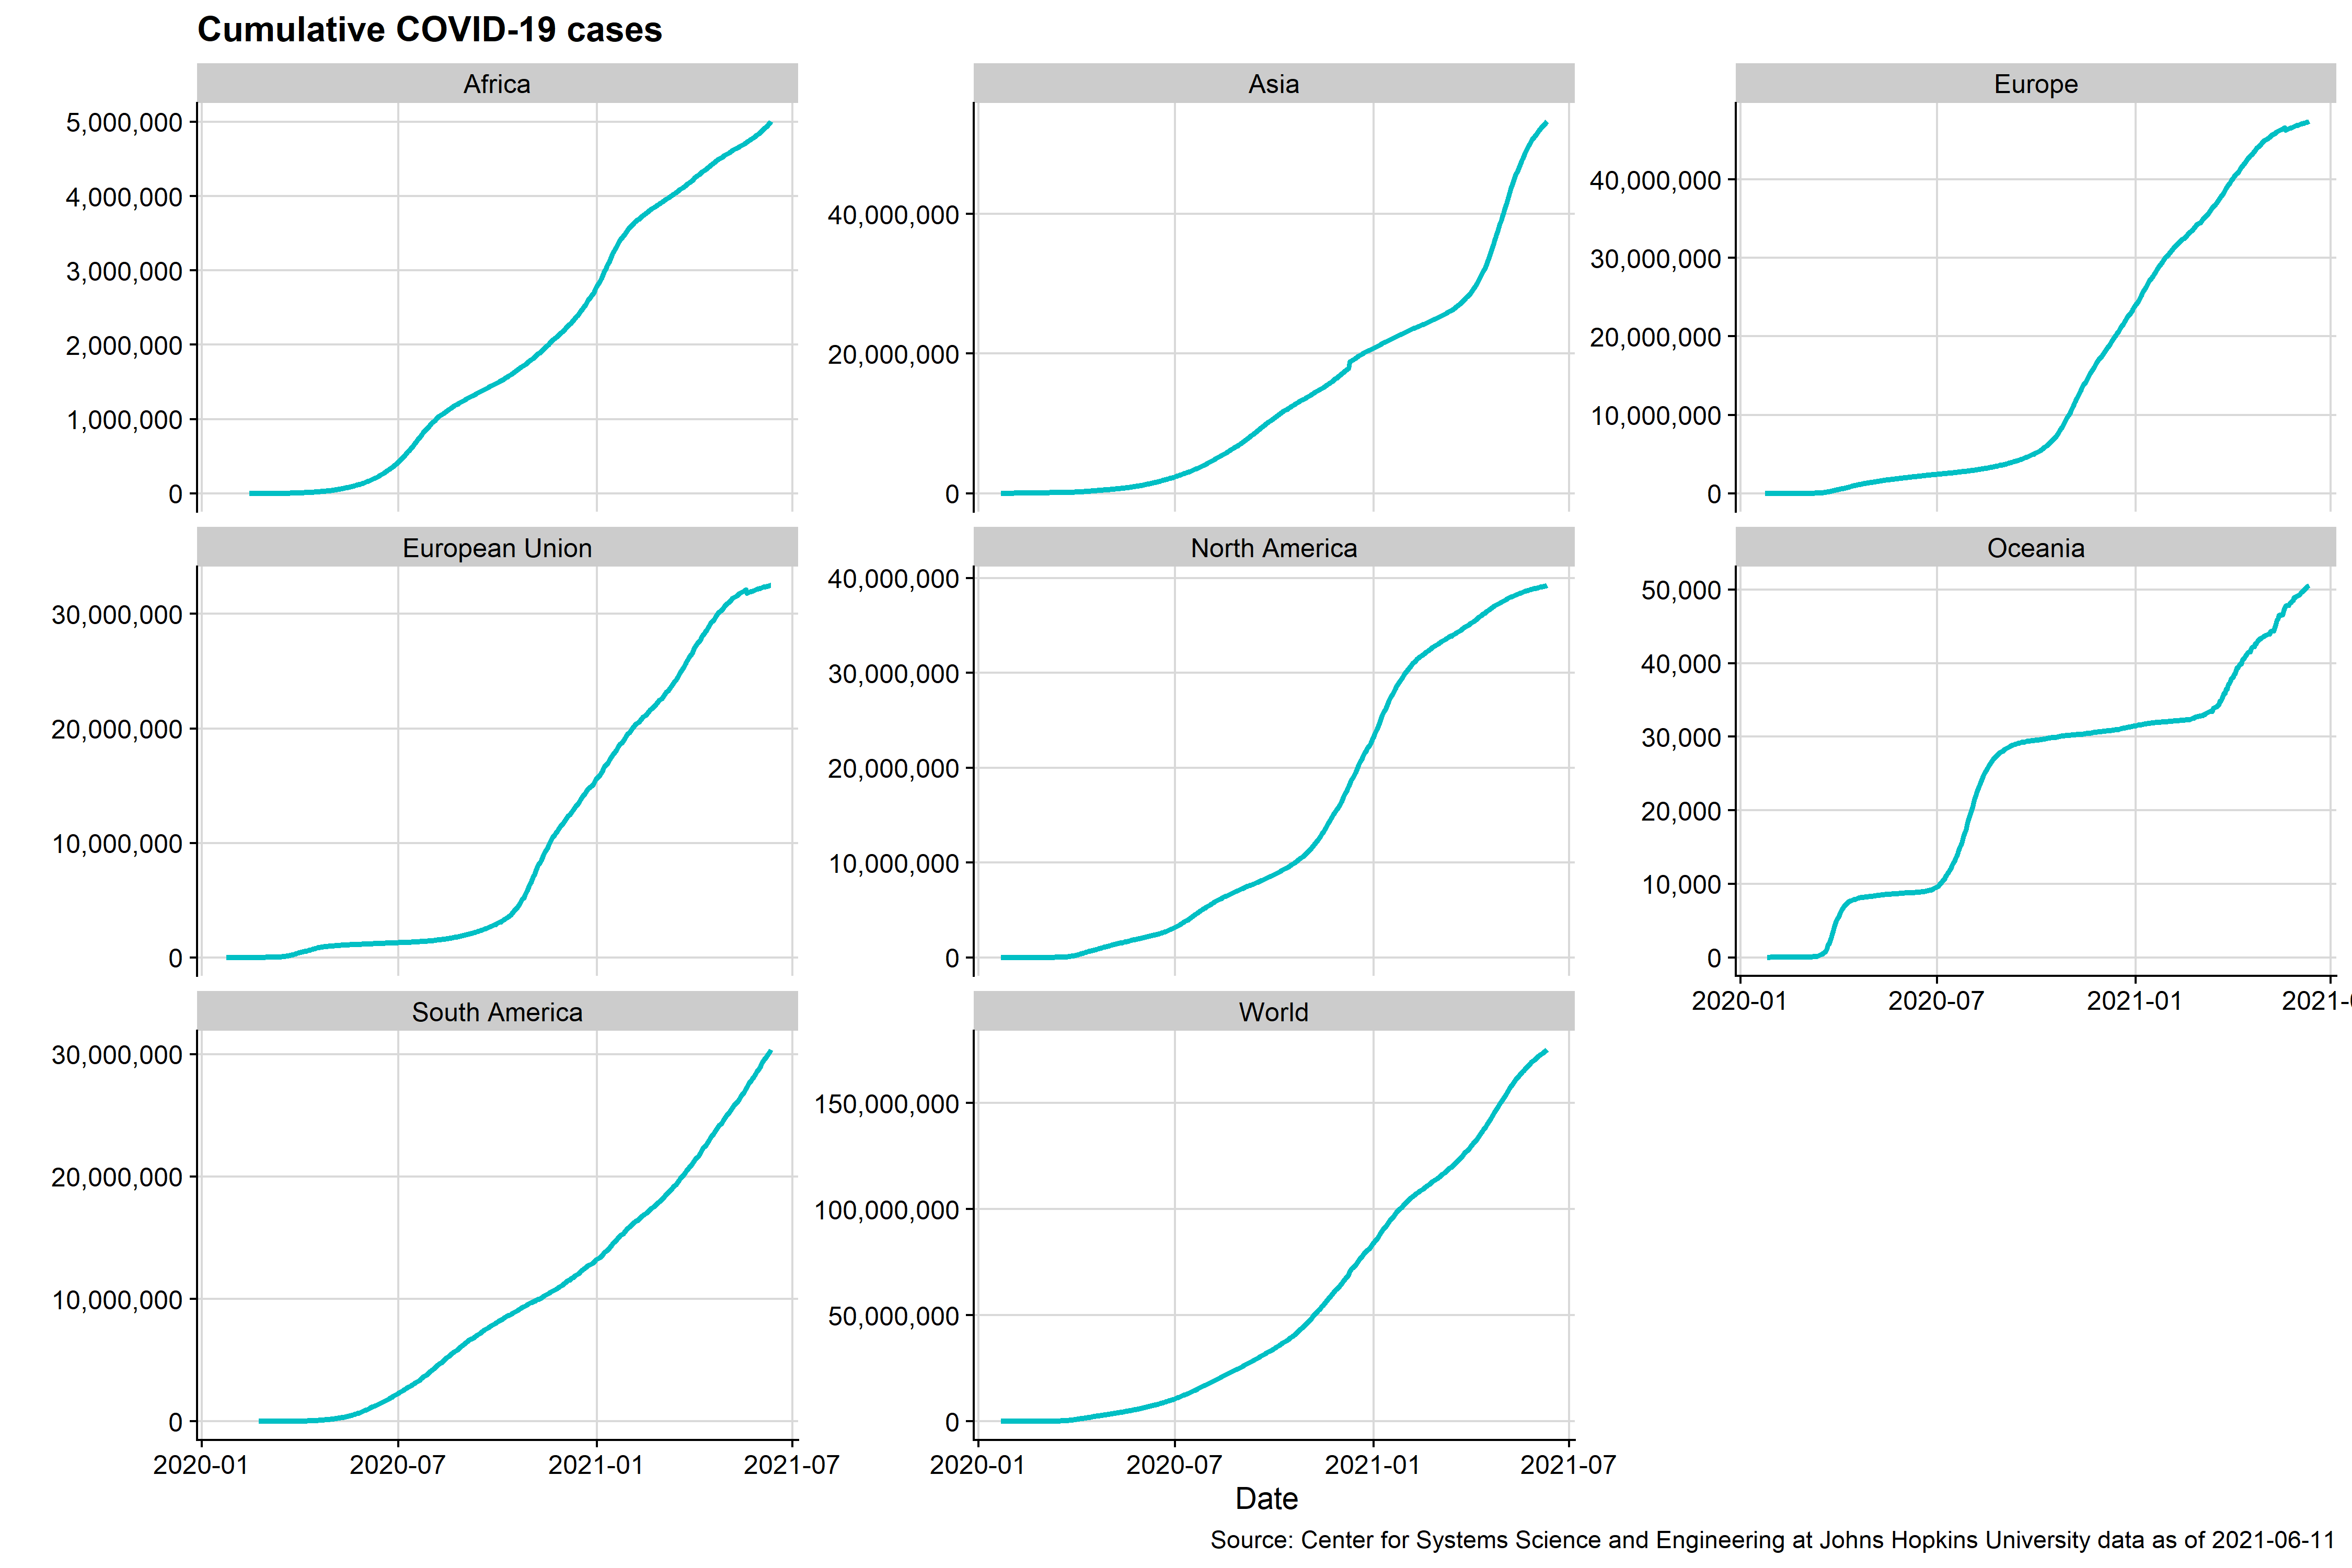 Cumulative COVID-19 cases
Africa
5,000,000
4,000,000
3,000,000
2,000,000
1,000,000
0
Asia
40,000,000
20,000,000
0
Europe
40,000,000
30,000,000
20,000,000
10,000,000
0
European Union
30,000,000
20,000,000
10,000,000
0
North America
40,000,000
30,000,000
20,000,000
10,000,000
0
Oceania
50,000
40,000
30,000
20,000
10,000
0
2020-01 2020-07 2021-01 2021-0
South America
30,000,000
20,000,000
10,000,000
0
2020-01 2020-07 2021-01 2021-07
World
150,000,000
100,000,000
50,000,000
0
2020-01 2020-07 2021-01 2021-07
Date
Source: Center for Systems Science and Engineering at Johns Hopkins University data as of 2021-06-11